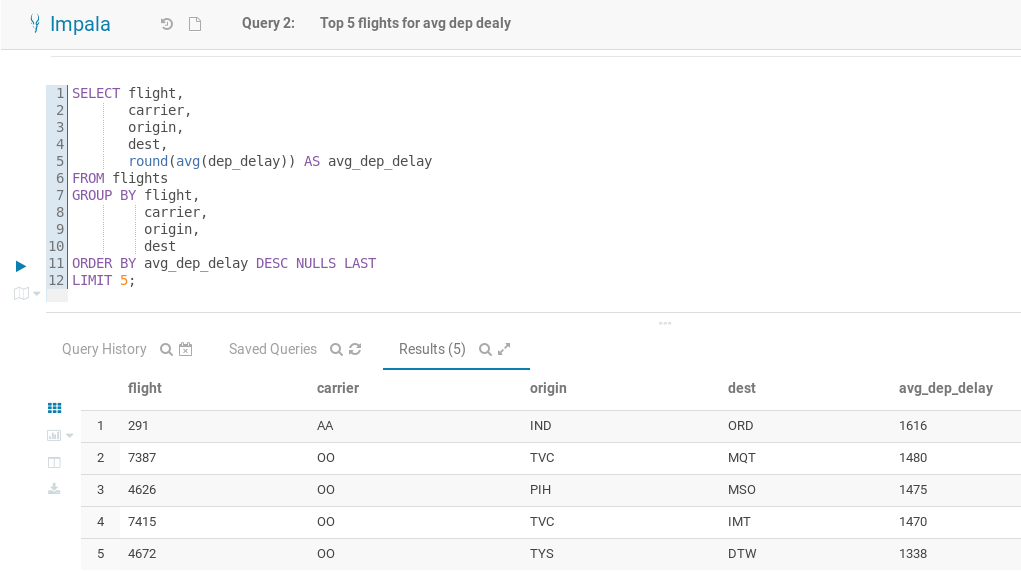 Impala Query 2: Top 5 flights for avg dep dealy
1 SELECT flight,
2 carrier,
3 origin,
4 dest,
5 round(avg(dep_delay)) AS avg_dep_delay
6 FROM flights
7 GROUP BY flight,
8 carrier,
9 origin,
10 dest
11 ORDER BY avg_dep_delay DESC NULLS LAST
12 LIMIT 5;
Query History Saved Queries Results (5)
flight carrier origin dest avg_dep_delay
1 291 AA IND ORD 1616
2 7387 OO TVC MQT 1480
3 4626 OO PIH MSO 1475
4 7415 OO TVC IMT 1470
5 4672 OO TYS DTW 1338